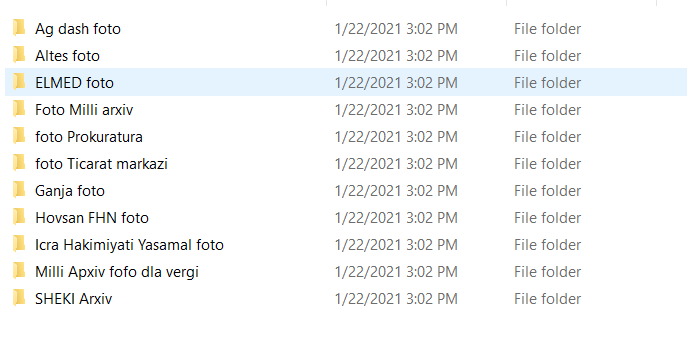 Ag dash foto 1/22/2021 3:02 PM File folder
Altes foto 1/22/2021 3:02 PM File folder
ELMED foto 1/22/2021 3:02 PM File folder
Foto Milli arxiv 1/22/2021 3:02 PM File folder
foto Prokuratura 1/22/2021 3:02 PM File folder
foto Ticarat markazi 1/22/2021 3:02 PM File folder
Ganja foto 1/22/2021 3:02 PM File folder
Hovsan FHN foto 1/22/2021 3:02 PM File folder
Icra Hakimiyati Yasamal foto 1/22/2021 3:02 PM File folder
Milli Apxiv fofo dla vergi 1/22/2021 3:02 PM File folder
SHEKI Arxiv 1/22/2021 3:02 PM File folder